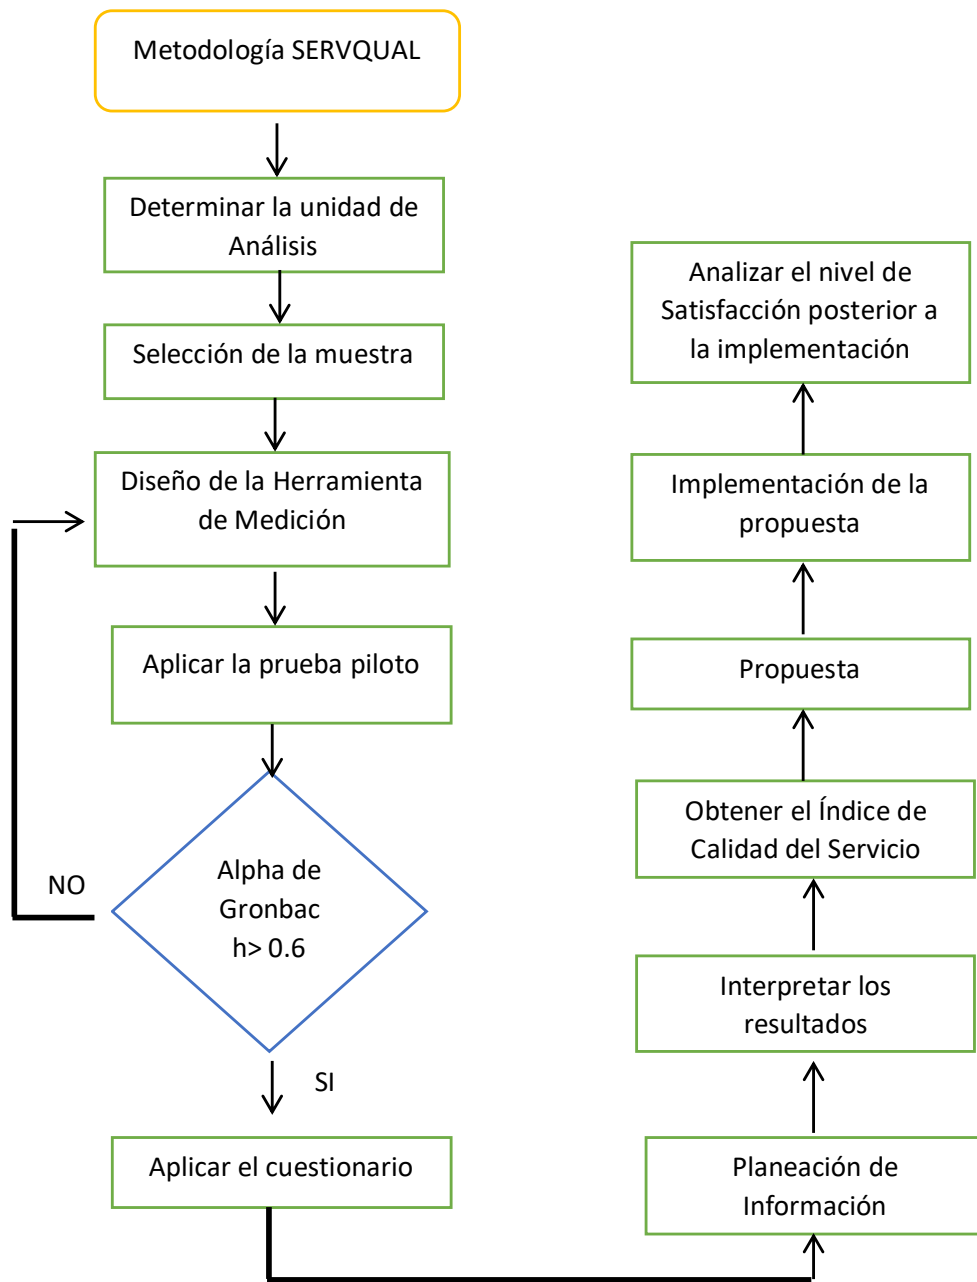 Metodología SERVQUAL
Determinar la unidad de
Análisis
Selección de la muestra
Diseño de la Herramienta
de Medición
Aplicar la prueba piloto
Alpha de
Gronbac
h> 0.6
NO
SI
Aplicar el cuestionario
Planeación de
Información
Interpretar los
resultados
Obtener el Índice de
Calidad del Servicio
Propuesta
Implementación de la
propuesta
Analizar el nivel de
Satisfacción posterior a
la implementación